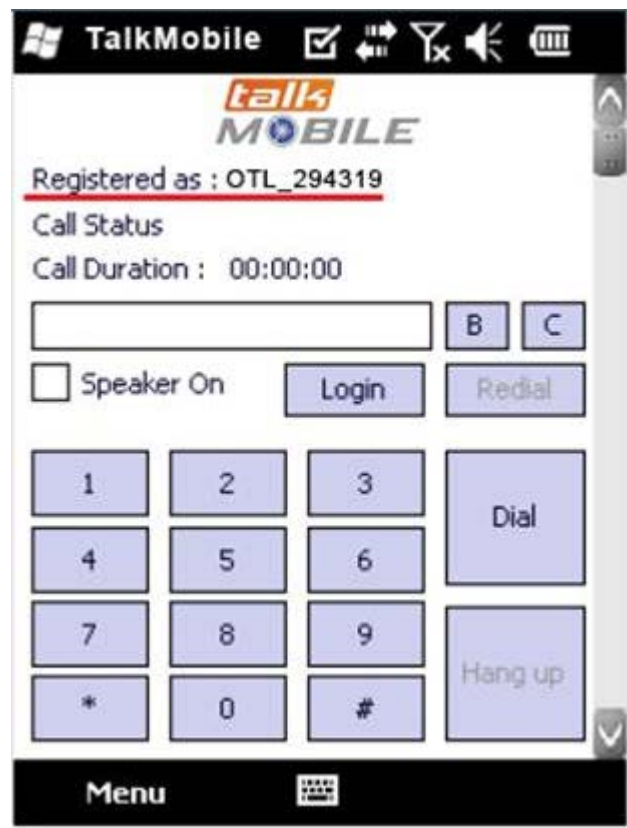 TalkMobile
talk
MOBILE
Registered as : OTL_294319
Call Status
Call Duration : 00:00:00
B C
Speaker On Login Redial
1 2 3
Dial
4 5 6
7 8 9
Hang up
* 0 #
Menu